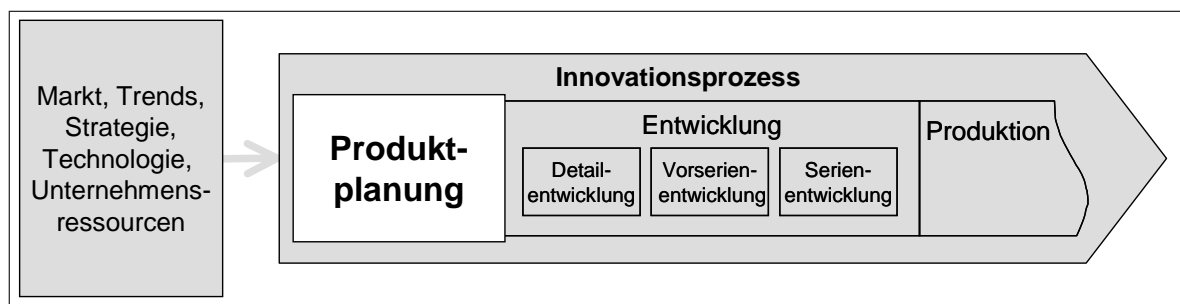 Markt, Trends,
Strategie,
Technologie,
Unternehmens-
ressourcen
Innovationsprozess
Produkt-
planung
Entwicklung
Detail-
entwicklung
Vorserien-
entwicklung
Serien-
entwicklung
Produktion